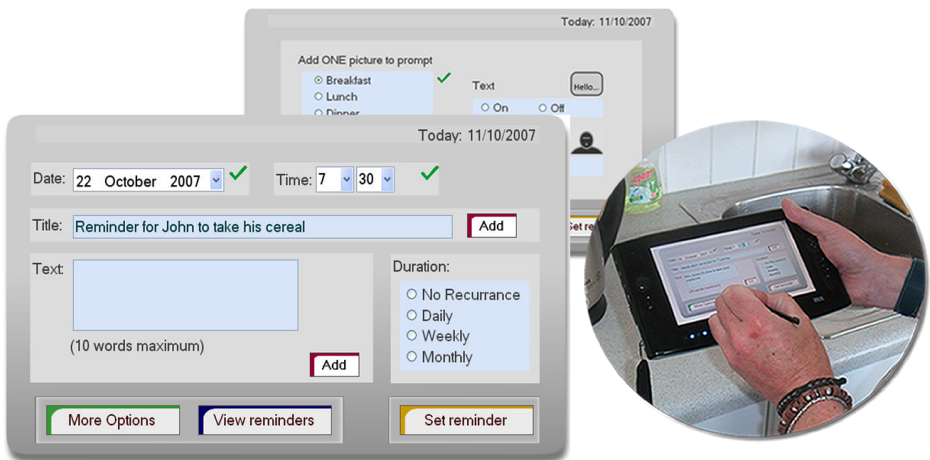 Today: 11/10/2007
Add ONE picture to prompt
Breakfast
Lunch
Dinner
Text
Hello...
On Off
Set re
Today: 11/10/2007
Date: 22 October 2007 Time: 7 30
Title: Reminder for John to take his cereal Add
Text
(10 words maximum)
Add
Duration:
No Recurrance
Daily
Weekly
Monthly
More Options View reminders Set reminder